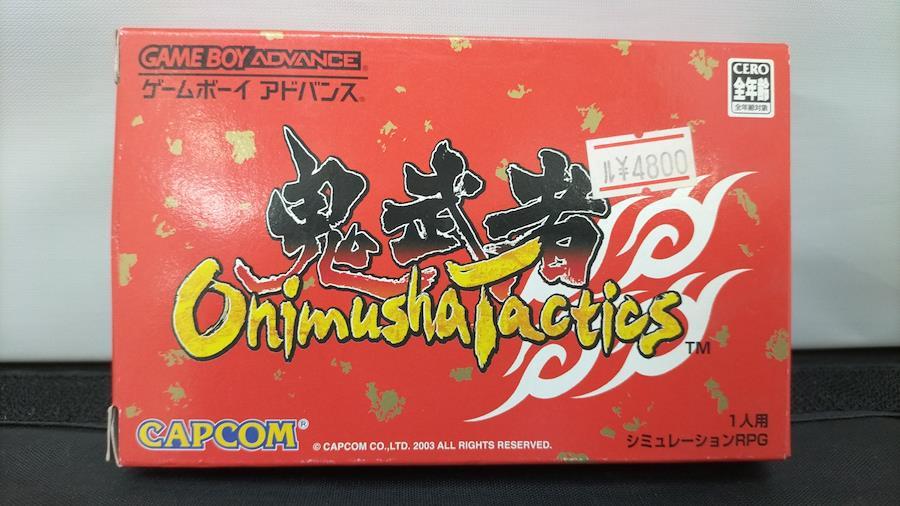 GAME BOY ADVANCE
ゲームボーイ アドバンス®
CERO
全年齢
全年齢対象
ル¥4800
鬼武者
Onimusha Tactics™
CAPCOM®
© CAPCOM CO.,LTD. 2003 ALL RIGHTS RESERVED.
1人用
シミュレーションRPG